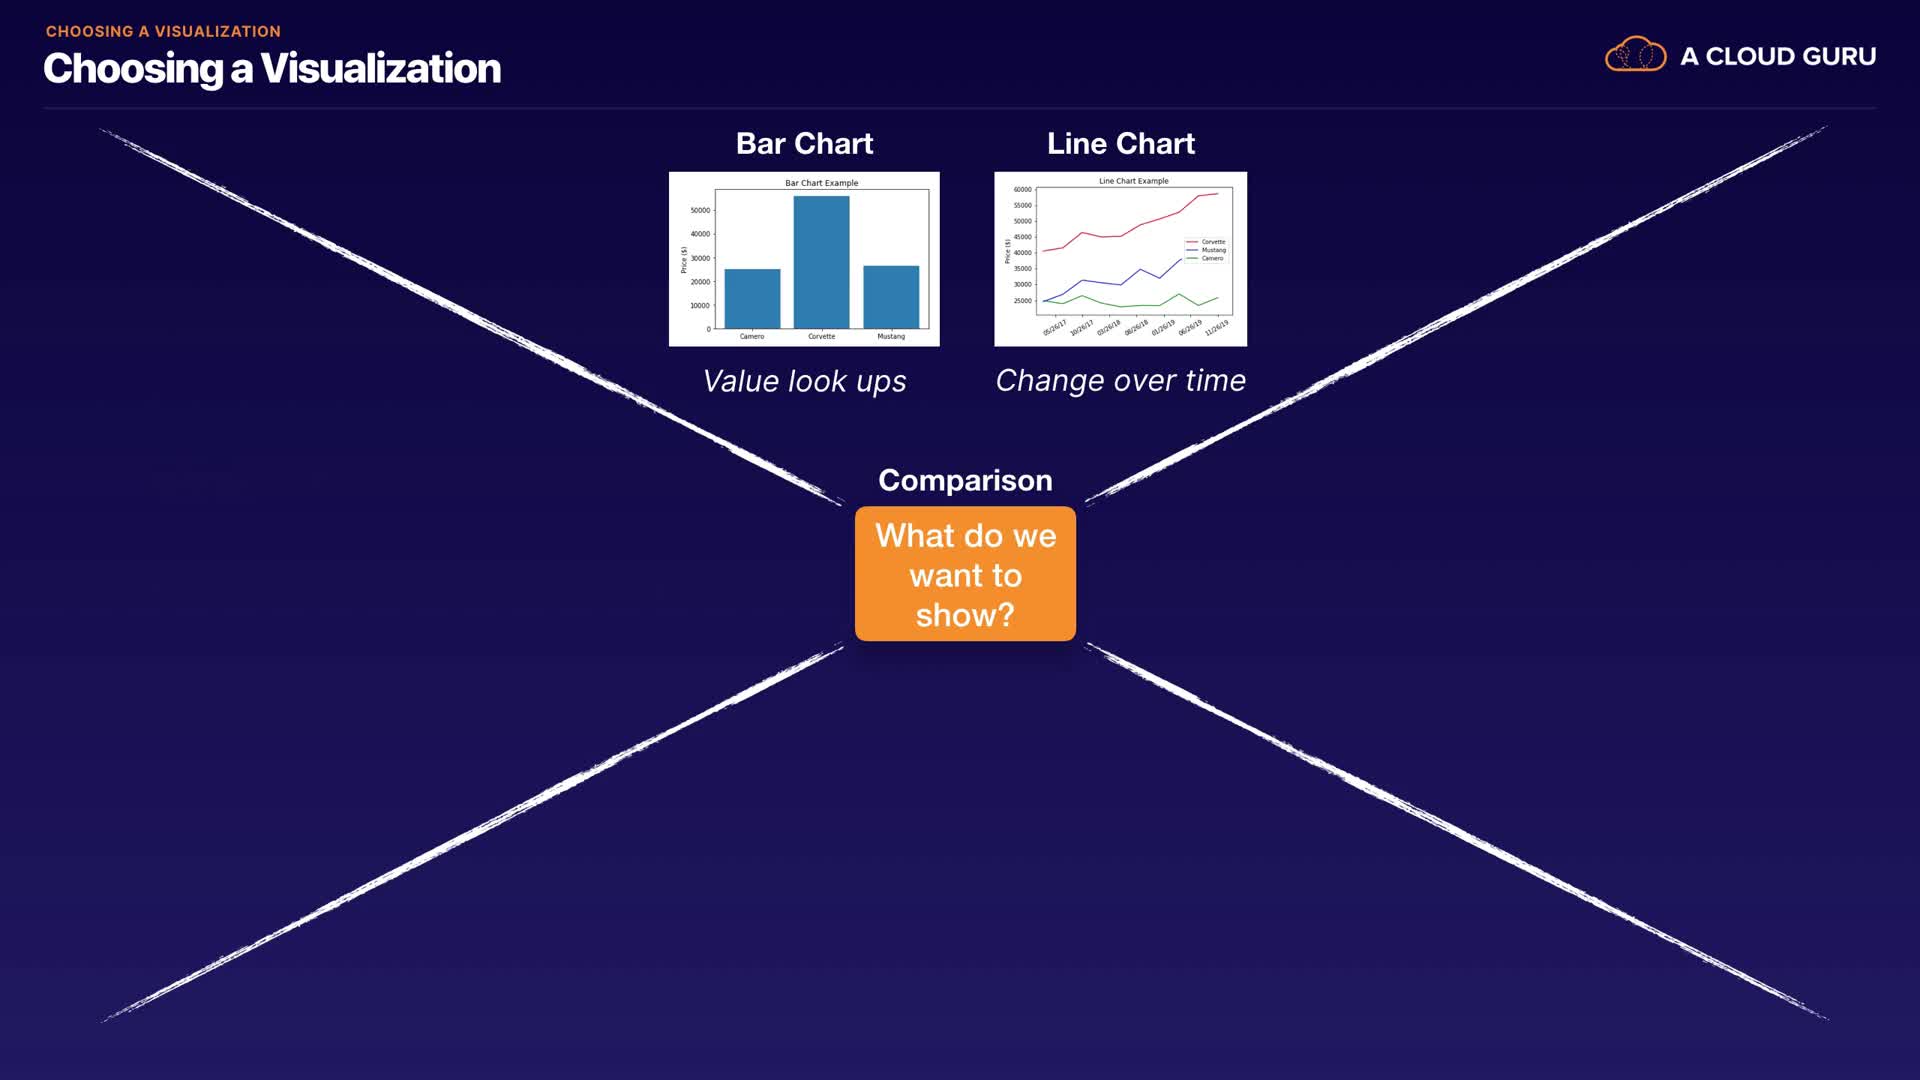 CHOOSING A VISUALIZATION
Choosing a Visualization
A CLOUD GURU
Bar Chart
Line Chart
Bar Chart Example
Price ($)
50000
40000
30000
20000
10000
0
Camero
Corvette
Mustang
Line Chart Example
Price ($)
60000
55000
50000
45000
40000
35000
30000
25000
Corvette
Mustang
Camero
05/26/17
10/26/17
03/26/18
08/26/18
01/26/19
06/26/19
11/26/19
Value look ups
Change over time
Comparison
What do we
want to
show?